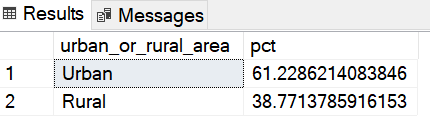 Results Messages
urban_or_rural_area pct
1 Urban 61.2286214083846
2 Rural 38.7713785916153